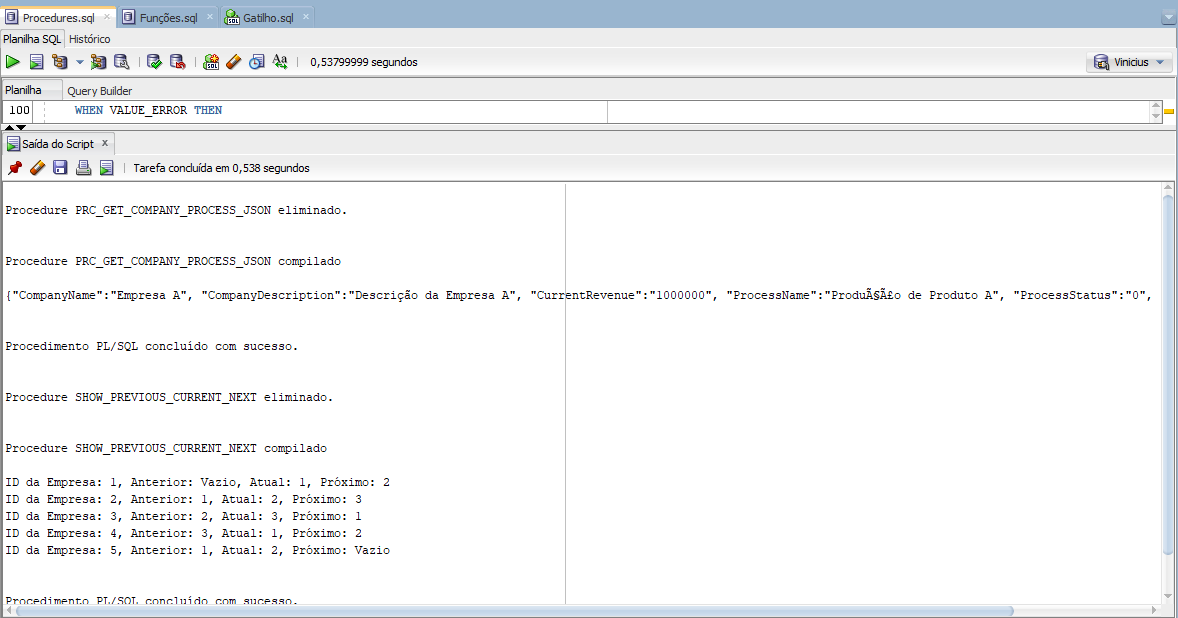 Procedures.sql × Funções.sql × Gatilho.sql ×
Planilha SQL Histórico
0,53799999 segundos Vinicius
Planilha Query Builder
100 WHEN VALUE_ERROR THEN
Saída do Script x
Tarefa concluída em 0,538 segundos
Procedure PRC_GET_COMPANY_PROCESS_JSON eliminado.
Procedure PRC_GET_COMPANY_PROCESS_JSON compilado
{"CompanyName":"Empresa A", "CompanyDescription":"Descrição da Empresa A", "CurrentRevenue":"1000000", "ProcessName":"ProduÃ§Ã£o de Produto A", "ProcessStatus":"0",
Procedimento PL/SQL concluído com sucesso.
Procedure SHOW_PREVIOUS_CURRENT_NEXT eliminado.
Procedure SHOW_PREVIOUS_CURRENT_NEXT compilado
ID da Empresa: 1, Anterior: Vazio, Atual: 1, Próximo: 2
ID da Empresa: 2, Anterior: 1, Atual: 2, Próximo: 3
ID da Empresa: 3, Anterior: 2, Atual: 3, Próximo: 1
ID da Empresa: 4, Anterior: 3, Atual: 1, Próximo: 2
ID da Empresa: 5, Anterior: 1, Atual: 2, Próximo: Vazio
Procedimento PL/SQL concluído com sucesso.